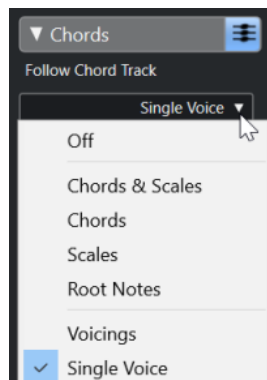 Chords
Follow Chord Track
Single Voice
Off
Chords & Scales
Chords
Scales
Root Notes
Voicings
Single Voice